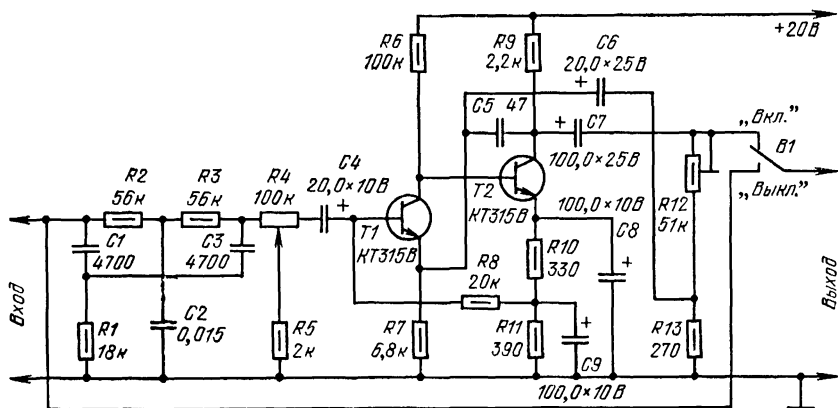 R6
100к
R9
2,2к
C6
20,0×25В
+20В
C5 47
C7
100,0×25В
„Вкл."
В1
„Выкл."
R2
56к
R3
56к
R4
100к
C4
20,0×10В
T1
КТ315В
T2
КТ315В
100,0×10В
C8
R12
51к
C1
4700
C3
4700
R8
20к
R10
330
Вход
Выход
R1
18к
C2
0,015
R5
2к
R7
6,8к
R11
390
C9
100,0×10В
R13
270